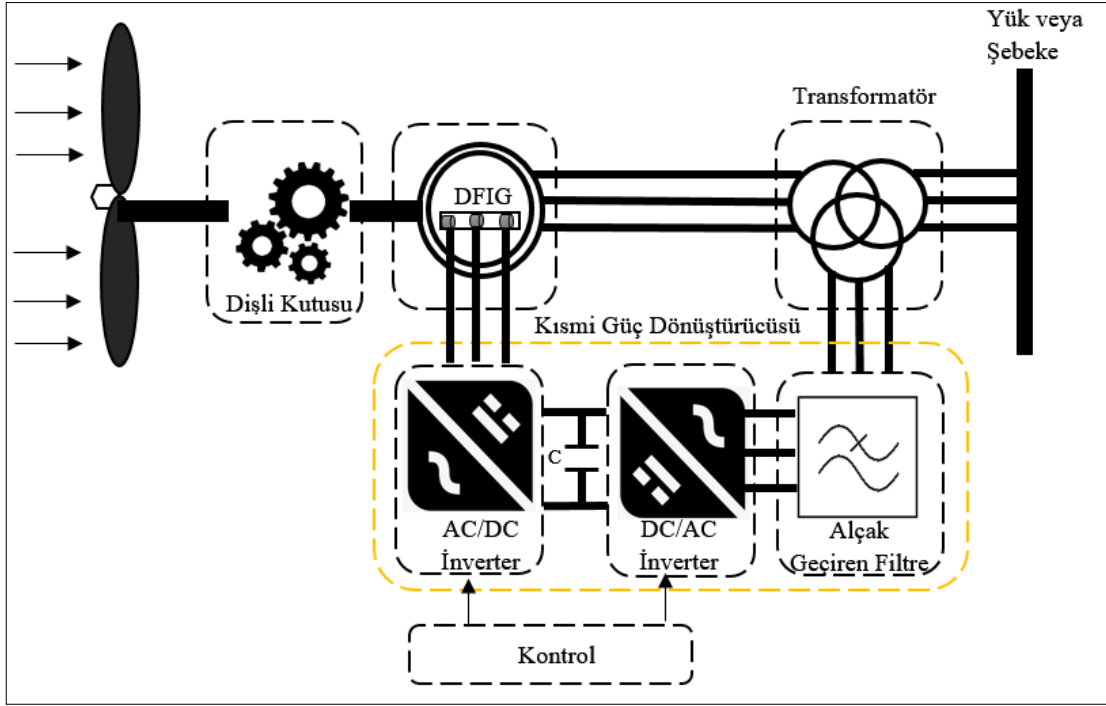 Yük veya
Şebeke
Transformatör
DFIG
Dişli Kutusu
Kısmi Güç Dönüştürücüsü
C
AC/DC
İnverter
DC/AC
İnverter
Alçak
Geçiren Filtre
Kontrol